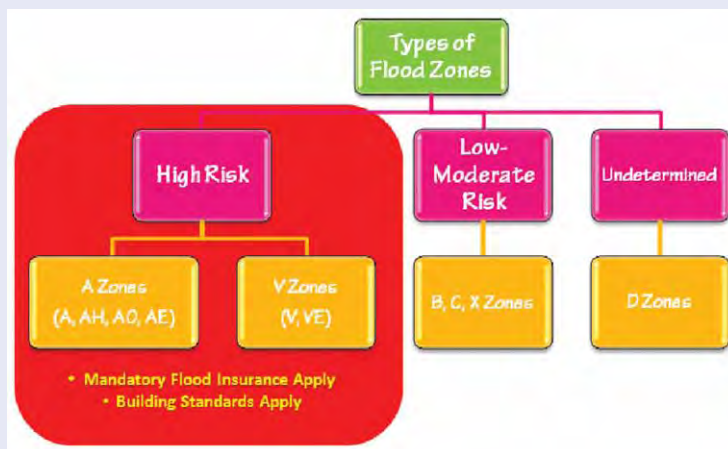 Types of
Flood Zones
High Risk
Low-
Moderate
Risk
Undetermined
A Zones
(A, AH, AO, AE)
V Zones
(V, VE)
B, C, X Zones
D Zones
• Mandatory Flood Insurance Apply
• Building Standards Apply